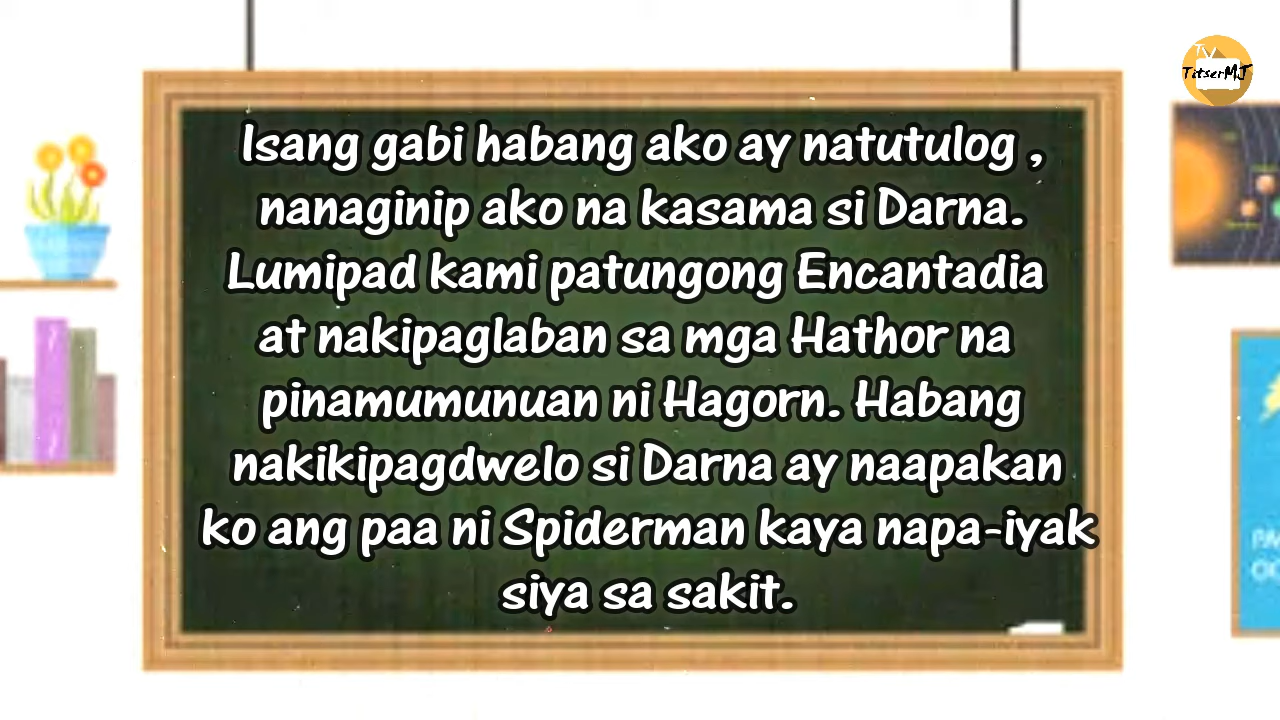 Tv
TitserMJ
Isang gabi habang ako ay natutulog ,
nanaginip ako na kasama si Darna.
Lumipad kami patungong Encantadia
at nakipaglaban sa mga Hathor na
pinamumunuan ni Hagorn. Habang
nakikipagdwelo si Darna ay naapakan
ko ang paa ni Spiderman kaya napa-iyak
siya sa sakit.